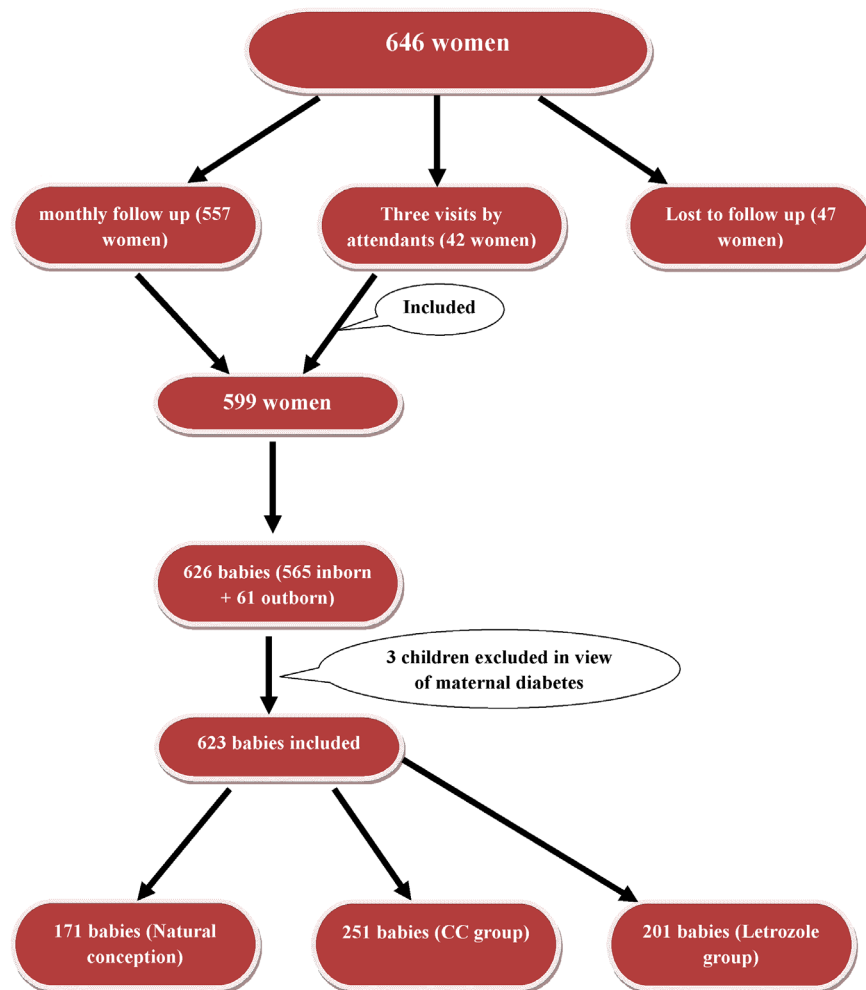 646 women
monthly follow up (557
women)
Three visits by
attendants (42 women)
Lost to follow up (47
women)
Included
599 women
626 babies (565 inborn
+ 61 outborn)
3 children excluded in view
of maternal diabetes
623 babies included
171 babies (Natural
conception)
251 babies (CC group)
201 babies (Letrozole
group)